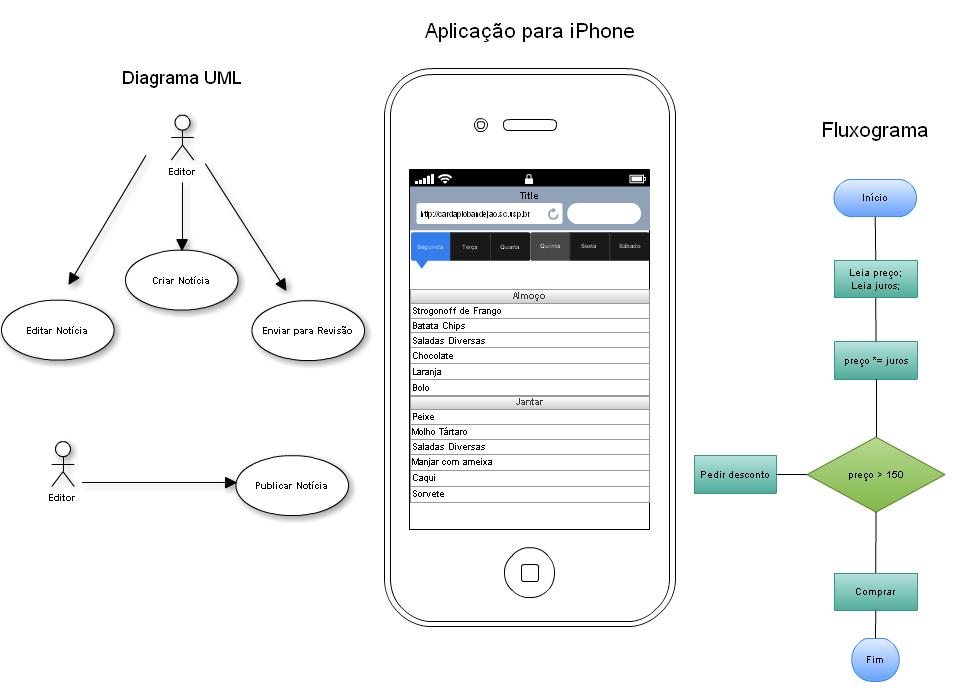 Aplicação para iPhone
Diagrama UML
Editor
Editar Notícia
Criar Notícia
Enviar para Revisão
Editor
Publicar Notícia
Title
http://cardapiobandejao.sc.usp.br
Segunda
Terça
Quarta
Quinta
Sexta
Sábado
Almoço
Strogonoff de Frango
Batata Chips
Saladas Diversas
Chocolate
Laranja
Bolo
Jantar
Peixe
Molho Tártaro
Saladas Diversas
Manjar com ameixa
Caqui
Sorvete
Fluxograma
Início
Leia preço;
Leia juros;
preço *= juros
Pedir desconto
preço > 150
Comprar
Fim